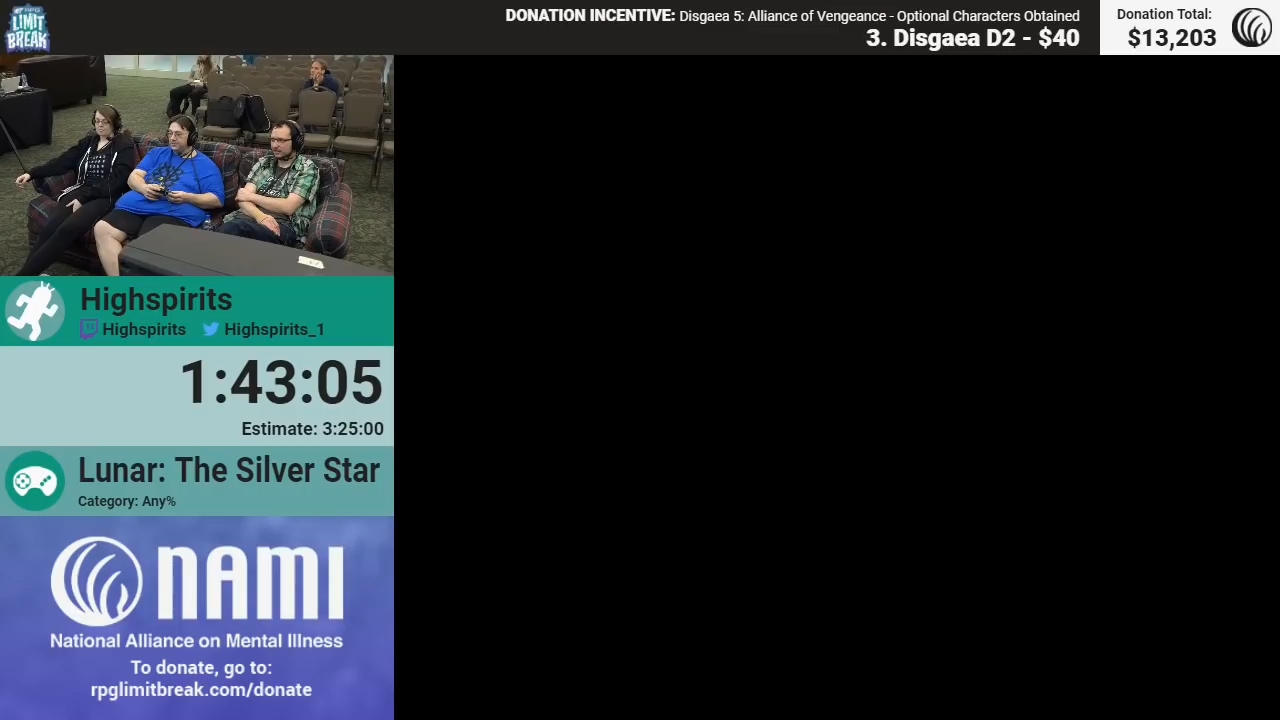 RPG
LIMIT
BREAK
DONATION INCENTIVE: Disgaea 5: Alliance of Vengeance - Optional Characters Obtained
3. Disgaea D2 - $40
Donation Total:
$13,203
Highspirits
Highspirits Highspirits_1
1:43:05
Estimate: 3:25:00
Lunar: The Silver Star
Category: Any%
NAMI
National Alliance on Mental Illness
To donate, go to:
rpglimitbreak.com/donate